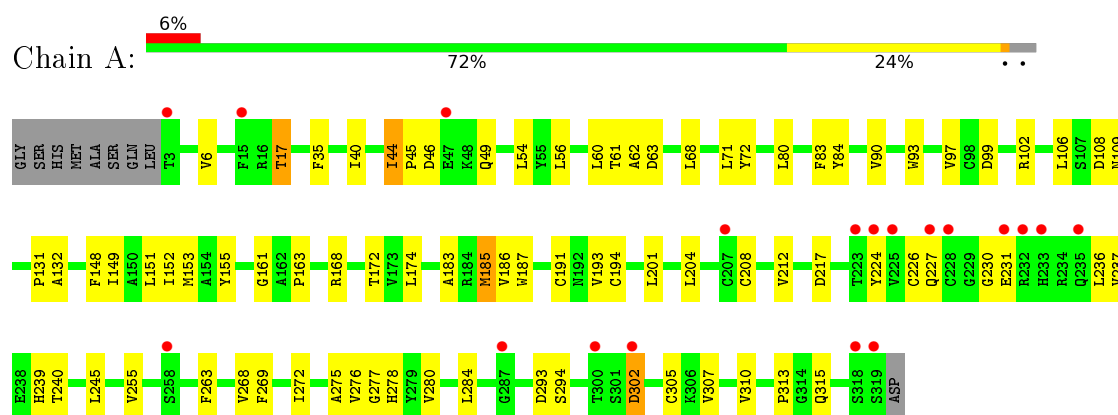 6%
Chain A:
72% 24% • •
GLY SER HIS MET ALA SER GLN LEU T3 V6 F15 R16 T17 F35 I40 I44 P45 D46 E47 K48 Q49 L54 Y55 L56 L60 T61 A62 D63 L68 L71 Y72 L80 F83 Y84 V90 W93 V97 C98 D99 R102 L106 S107 D108 N109
P131 A132 F148 I149 A150 L151 I152 M153 A154 Y155 G161 A162 P163 R168 T172 V173 L174 A183 R184 M185 V186 W187 C191 N192 V193 C194 L201 L204 C207 C208 V212 D217 T223 Y224 V225 C226 Q227 C228 G229 G230 E231 R232 H233 R234 Q235 L236 V237
E238 H239 T240 L245 V255 S258 F263 V268 F269 I272 A275 V276 G277 H278 Y279 V280 L284 G287 D293 S294 T300 S301 D302 C305 K306 V307 V310 P313 G314 Q315 S318 S319 ASP